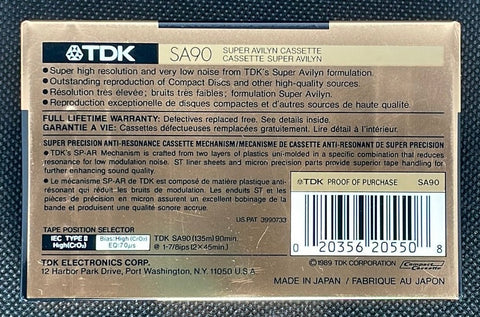 TDK SA90 SUPER AVILYN CASSETTE
CASSETTE SUPER AVILYN
• Super high resolution and very low noise from TDK's Super Avilyn formulation.
• Outstanding reproduction of Compact Discs and other high-quality sources.
• Résolution très élevée; bruits très faibles; formulation Super Avilyn.
• Reproduction exceptionelle de disques compactes et d'autres sources de haute qualité.
FULL LIFETIME WARRANTY: Defectives replaced free. See details inside.
GARANTIE A VIE: Cassettes défectueuses remplacées gratuitement. Lire détail à l'intérieur.
SUPER PRECISION ANTI-RESONANCE CASSETTE MECHANISM/MECANISME DE CASSETTE ANTI-RESONANT DE SUPER PRECISION
• TDK's SP-AR Mechanism is crafted from two layers of plastics uni-molded in a specific combination that reduces
resonance for low modulation noise. ST liner sheets and micron precision parts provide superior tape handling for
further enhancing sound quality.
• Le mécanisme SP-AR de TDK est composé de matière plastique anti-
résonant qui réduit les bruits de modulation. Les enduits ST et les
pièces de précision en micron assurent un excellent bobinage de la
bande et une qualité sonore accrue.
US.PAT. 3990733
TDK PROOF OF PURCHASE SA90
0 20356 20550 8
TAPE POSITION SELECTOR
IEC TYPE II
High(CrO₂)
Bias:High(CrO₂)
EQ:70µs
TDK SA90 (135m) 90min.
@ 1-7/8ips (2×45min.)
TDK ELECTRONICS CORP.
12 Harbor Park Drive, Port Washington, N.Y. 11050 U.S.A.
©1989 TDK CORPORATION
Compact Cassette
MADE IN JAPAN / FABRIQUE AU JAPON